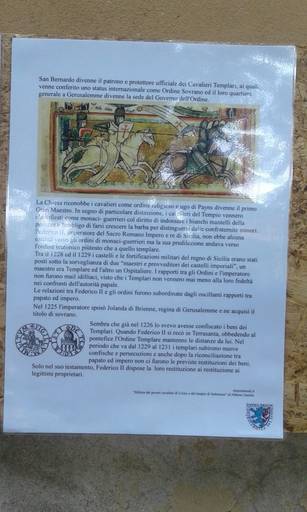 San Bernardo divenne il patrono e protettore ufficiale dei Cavalieri Templari, ai quali
venne conferito uno status internazionale come Ordine Sovrano ed il loro quartiere
generale a Gerusalemme divenne la sede del Governo dell'Ordine.
La Chiesa riconobbe i cavalieri come ordine religioso e ugo de Payns divenne il primo
Gran Maestro. In segno di particolare distinzione, i cavalieri del Tempio vennero
monaci-guerrieri col diritto di indossare i bianchi mantelli della
obbligo di farsi crescere la barba per distinguersi dalle confraternite minori.
Federico II, imperatore del Sacro Romano Impero e re di Sicilia, non ebbe alcuna
verso gli ordini di monaci-guerrieri ma la sua predilezione andava verso
l'ordine teutonico piuttosto che a quello templare.
Tra il 1228 ed il 1229 i castelli e le fortificazioni militari del regno di Sicilia erano stati
posti sotto la sorveglianza di due "maestri e provveditori dei castelli imperiali", un
maestro era Templare ed l'altro un Ospitaliere. I rapporti tra gli Ordini e l'imperatore
non furono mai idilliaci, visto che i Templari non vennero mai meno alla loro fedeltà
nei confronti dell'autorità papale.
Le relazioni tra Federico II e gli ordini furono subordinate dagli oscillanti rapporti tra
papato ed impero.
Nel 1225 l'imperatore sposò Jolanda di Brienne, regina di Gerusalemme e ne acquisì il
titolo di sovrano.
Sembra che già nel 1226 lo svevo avesse confiscato i beni dei
Templari. Quando Federico II si recò in Terrasanta, obbedendo al
pontefice l'Ordine Templare mantenne le distanze da lui. Nel
periodo che va dal 1229 al 1231 i templari subirono nuove
confische e persecuzioni e anche dopo la riconciliazione tra
papato ed impero non ci furono le previste restituzioni dei beni.
Solo nel suo testamento, Federico II dispose la loro restituzione ai restituzione ai
legittimi proprietari.